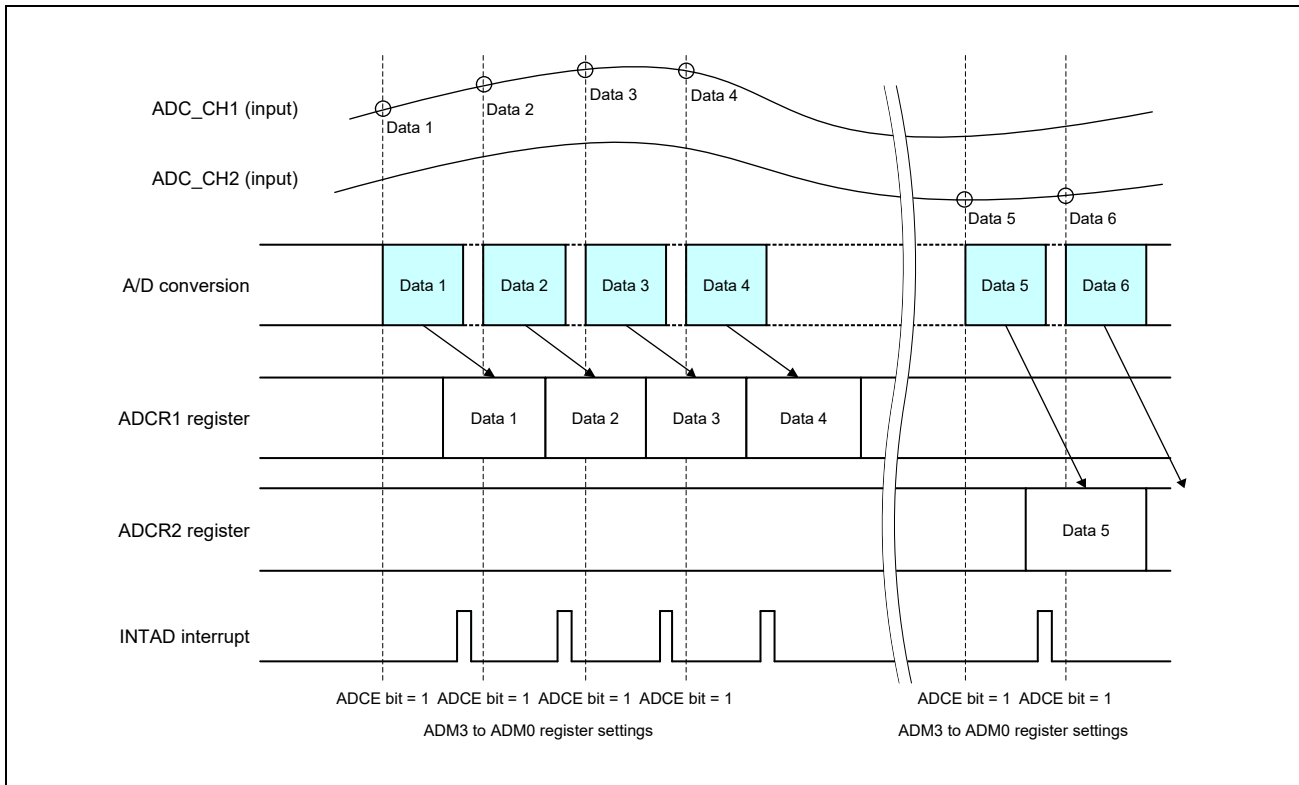 ADC_CH1 (input)
Data 1
Data 2
Data 3
Data 4
ADC_CH2 (input)
Data 5
Data 6
A/D conversion
Data 1
Data 2
Data 3
Data 4
Data 5
Data 6
ADCR1 register
Data 1
Data 2
Data 3
Data 4
ADCR2 register
Data 5
INTAD interrupt
ADCE bit = 1
ADCE bit = 1
ADCE bit = 1
ADCE bit = 1
ADCE bit = 1
ADCE bit = 1
ADM3 to ADM0 register settings
ADM3 to ADM0 register settings